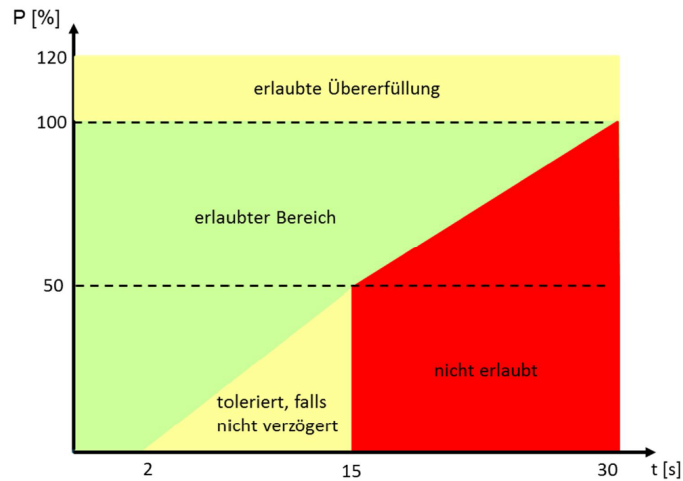 P [%]
120
erlaubte Übererfüllung
100
erlaubter Bereich
50
nicht erlaubt
toleriert, falls
nicht verzögert
2
15
30
t [s]